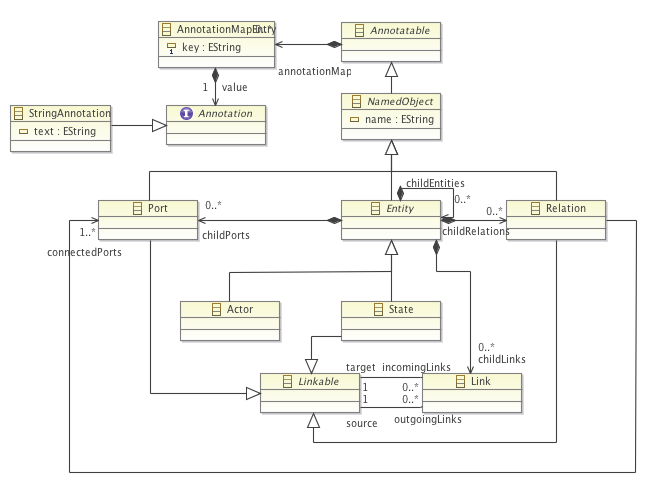 AnnotationMapEntry 0..*
key : EString
Annotatable
annotationMap
1 value
StringAnnotation
text : EString
Annotation
NamedObject
name : EString
childEntities
0..*
Port
0..*
Entity
0..*
Relation
1..*
connectedPorts
childPorts
childRelations
Actor
State
0..*
childLinks
target incomingLinks
Linkable
1 0..*
Link
1 0..*
source
outgoingLinks